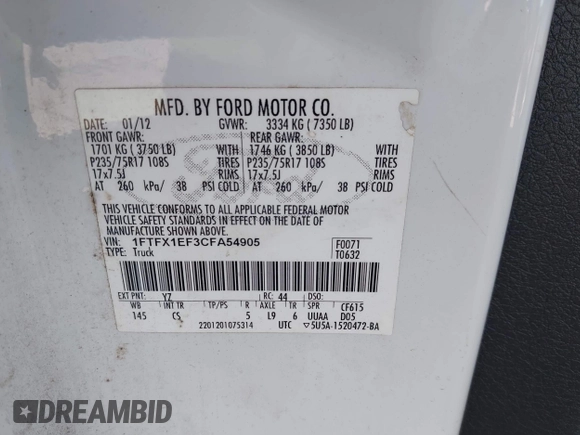 MFD. BY FORD MOTOR CO.
DATE: 01/12 GVWR: 3334 KG ( 7350 LB)
FRONT GAWR: REAR GAWR:
1701 KG ( 3750 LB) WITH 1746 KG ( 3850 LB) WITH
P235/75R17 108S TIRES P235/75R17 108S TIRES
17x7.5J RIMS 17x7.5J RIMS
AT 260 kPa/ 38 PSI COLD AT 260 kPa/ 38 PSI COLD
THIS VEHICLE CONFORMS TO ALL APPLICABLE FEDERAL MOTOR
VEHICLE SAFETY STANDARDS IN EFFECT ON THE DATE OF
MANUFACTURE SHOWN ABOVE.
VIN: 1FTFX1EF3CFA54905 F0071
TYPE: Truck T0632
EXT PNT: YZ RC: 44 DSO:
WB INT TR TP/PS R AXLE TR SPR CF615
145 CS 5 L9 6 UUAA D05
2201201075314 UTC ▽5U5A-1520472-BA
DREAMBID